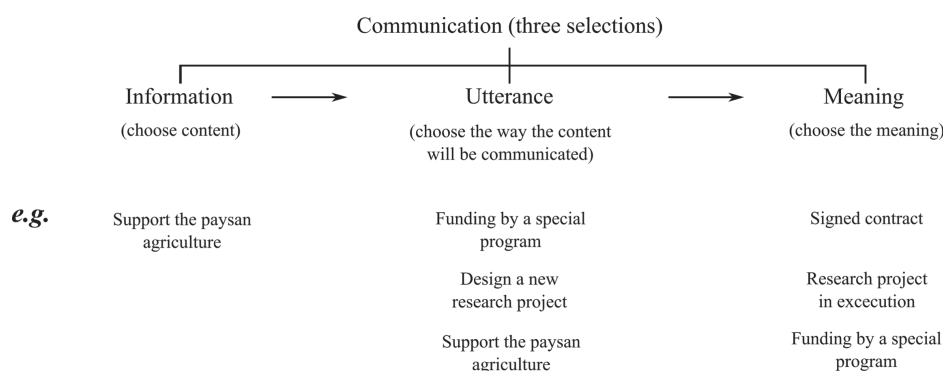 Communication (three selections)
Information
Utterance
Meaning
(choose content)
(choose the way the content
will be communicated)
(choose the meaning)
e.g.
Support the paysan
agriculture
Funding by a special
program
Signed contract
Design a new
research project
Research project
in excecution
Support the paysan
agriculture
Funding by a special
program